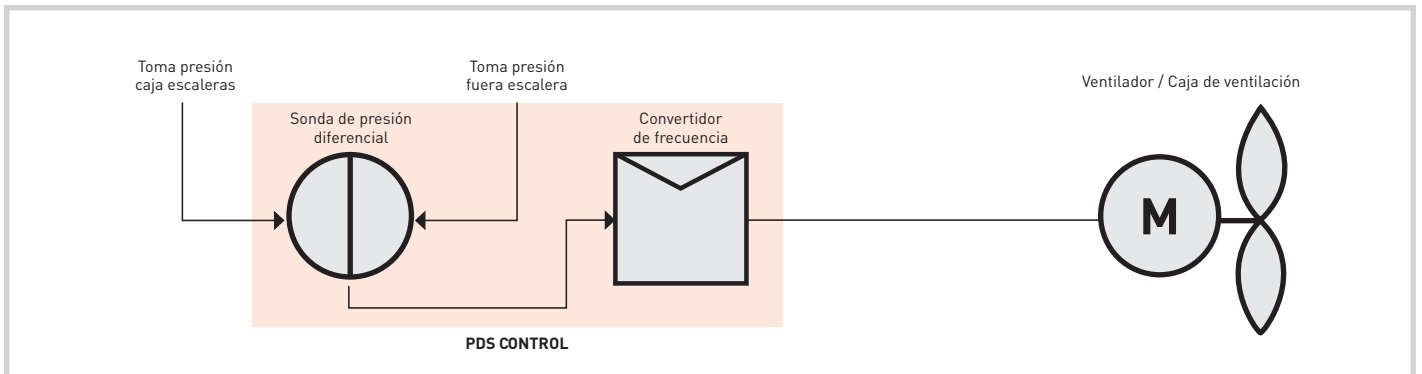 Toma presión
caja escaleras
Toma presión
fuera escalera
Ventilador / Caja de ventilación
Sonda de presión
diferencial
Convertidor
de frecuencia
M
PDS CONTROL